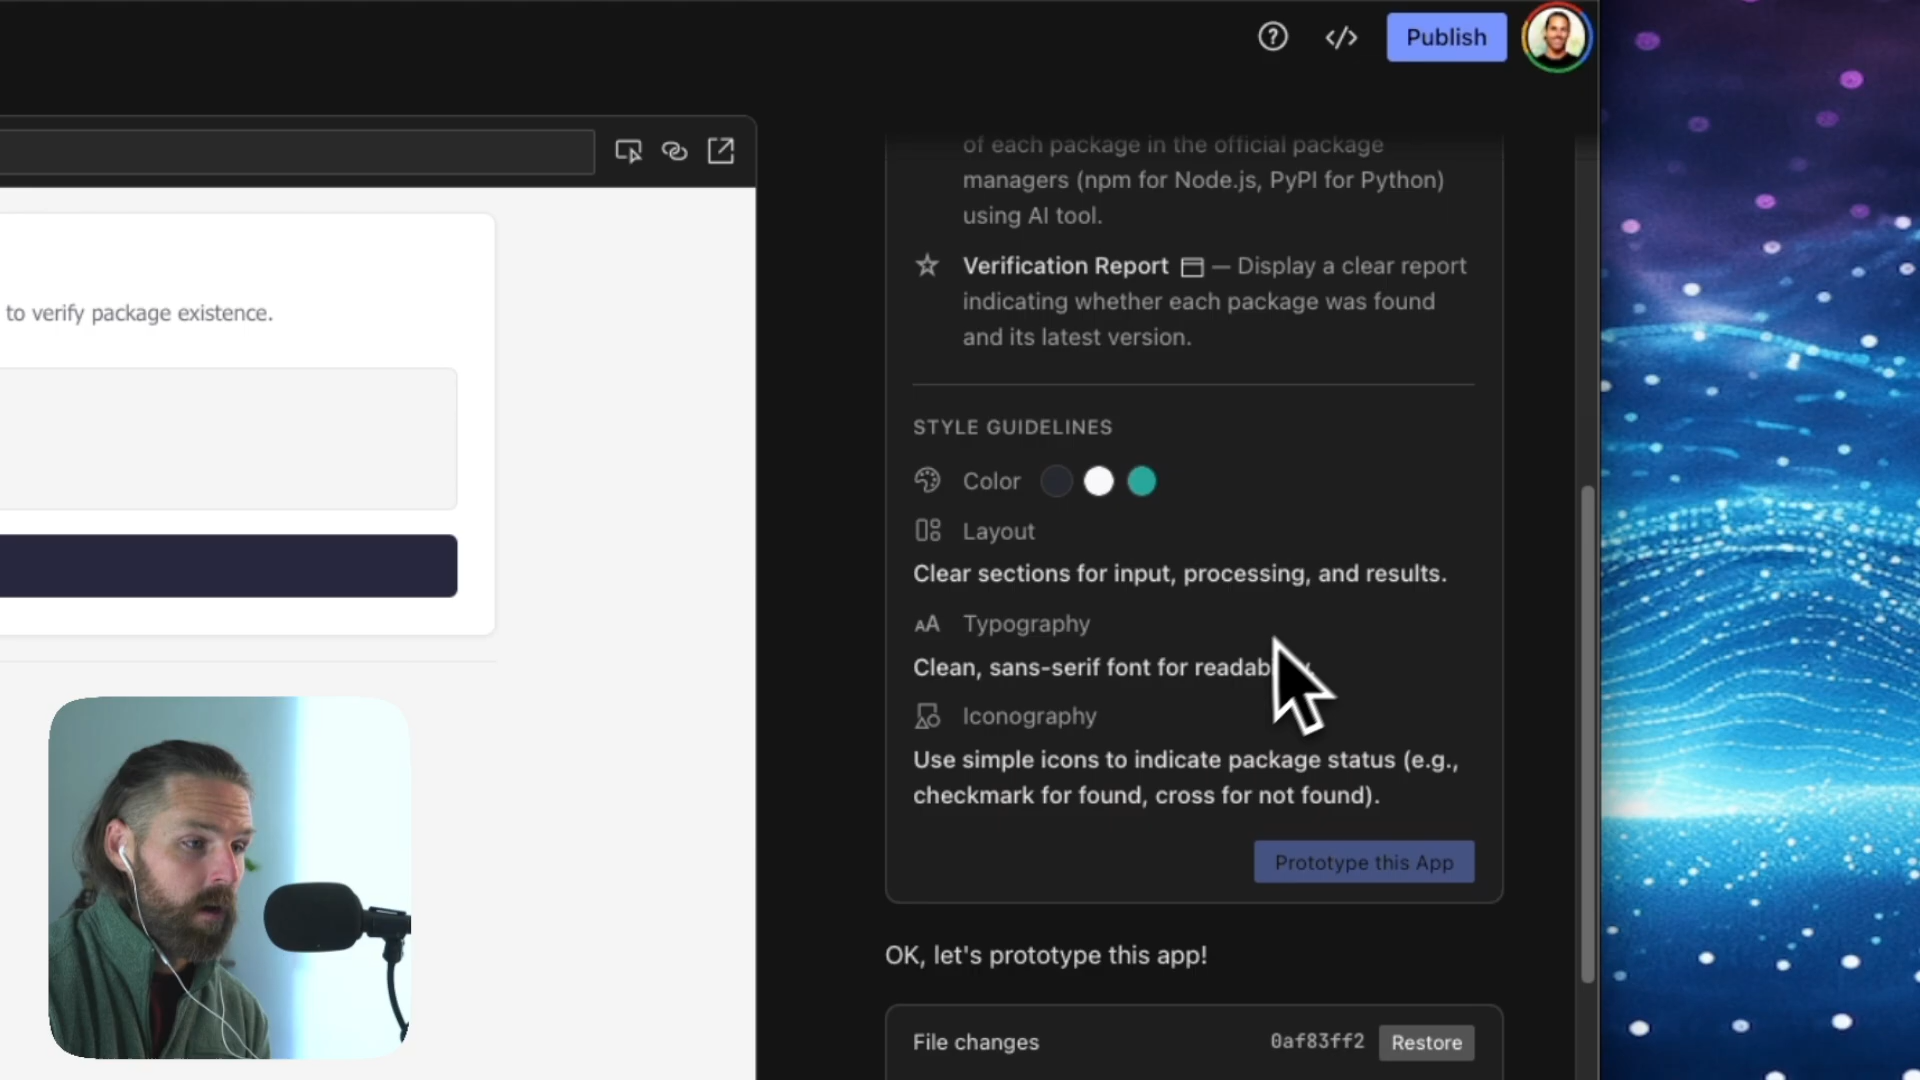 Publish
of each package in the official package
managers (npm for Node.js, PyPI for Python)
using AI tool.
Verification Report — Display a clear report
indicating whether each package was found
and its latest version.
to verify package existence.
STYLE GUIDELINES
Color
Layout
Clear sections for input, processing, and results.
AA Typography
Clean, sans-serif font for readab
Iconography
Use simple icons to indicate package status (e.g.,
checkmark for found, cross for not found).
Prototype this App
OK, let's prototype this app!
File changes 0af83ff2 Restore